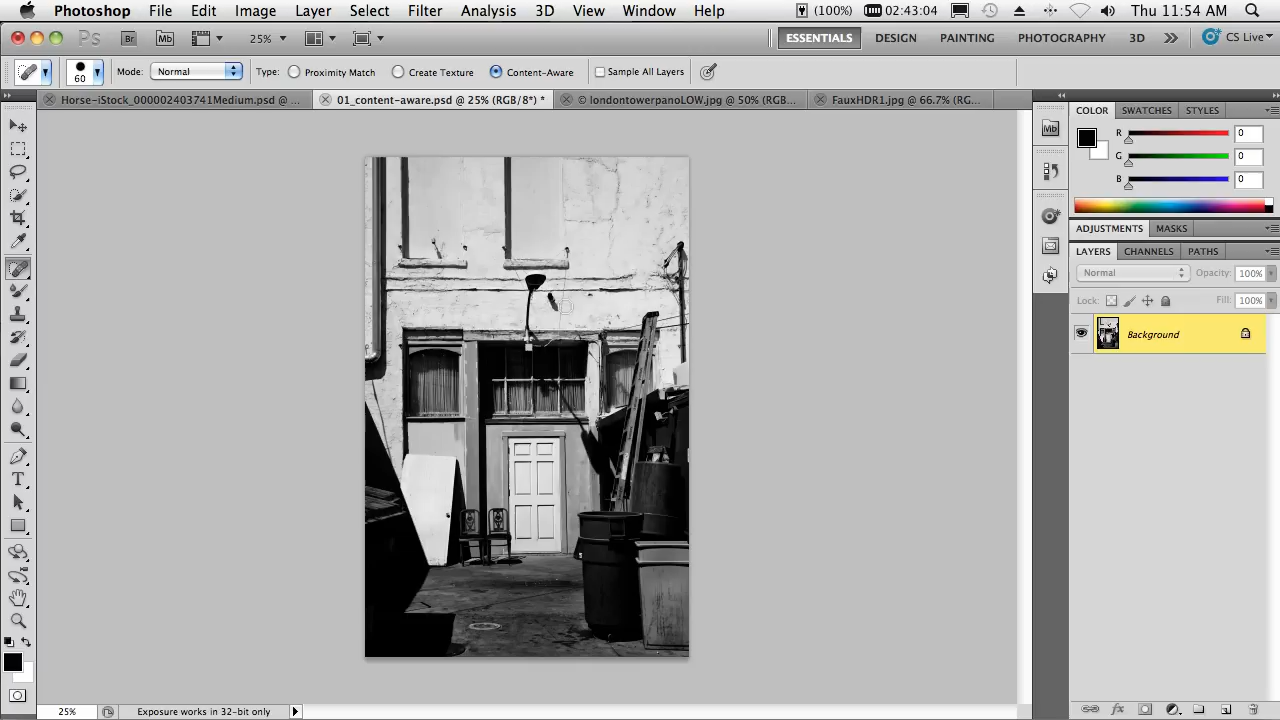 Photoshop File Edit Image Layer Select Filter Analysis 3D View Window Help (100%) 02:43:04 Thu 11:54 AM
Ps Br Mb 25% ESSENTIALS DESIGN PAINTING PHOTOGRAPHY 3D CS Live
60 Mode: Normal Type: Proximity Match Create Texture Content-Aware Sample All Layers
Horse-iStock_000002403741Medium.psd @ ... 01_content-aware.psd @ 25% (RGB/8*) * © londontowerpanoLOW.jpg @ 50% (RGB... FauxHDR1.jpg @ 66.7% (RG...
COLOR SWATCHES STYLES
Mb
R 0
G 0
B 0
ADJUSTMENTS MASKS
LAYERS CHANNELS PATHS
Normal Opacity: 100%
Lock: Fill: 100%
Background
T
fx
25% Exposure works in 32-bit only